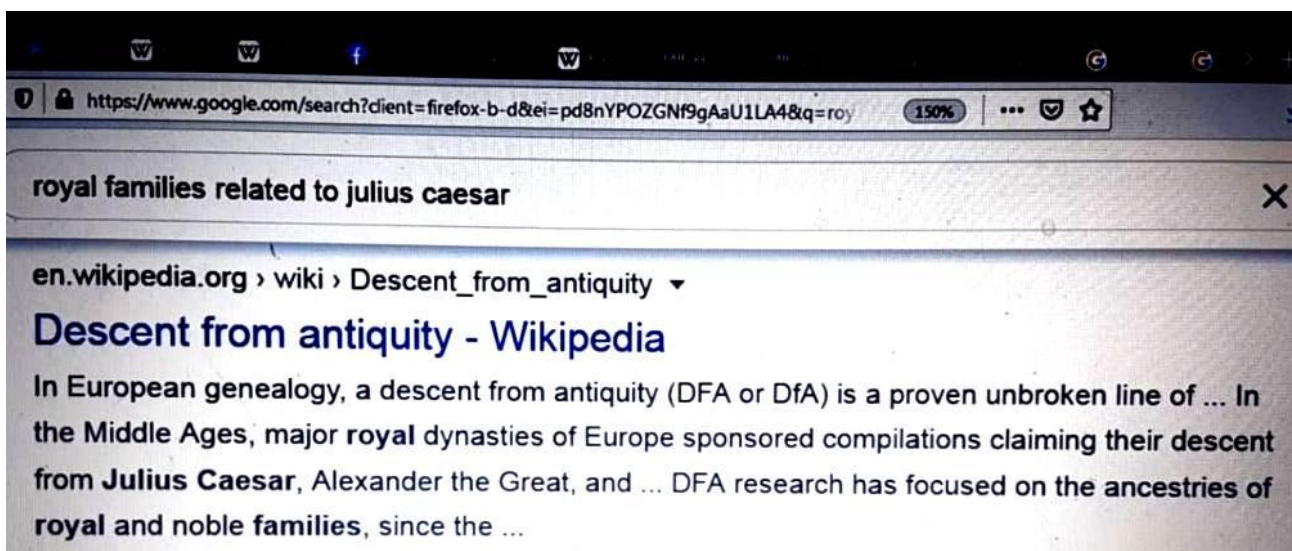 https://www.google.com/search?client=firefox-b-d&ei=pd8nYPOZGNf9gAaU1LA4&q=roy 150%
royal families related to julius caesar
en.wikipedia.org › wiki › Descent_from_antiquity
Descent from antiquity - Wikipedia
In European genealogy, a descent from antiquity (DFA or DfA) is a proven unbroken line of ... In
the Middle Ages, major royal dynasties of Europe sponsored compilations claiming their descent
from Julius Caesar, Alexander the Great, and ... DFA research has focused on the ancestries of
royal and noble families, since the ...